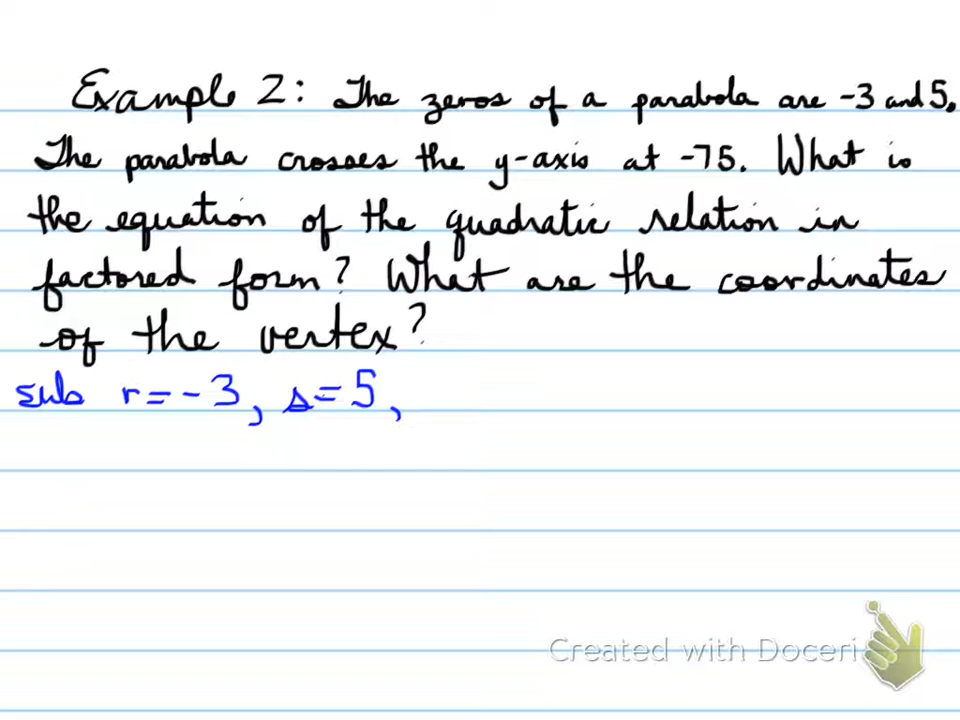 Example 2: The zeros of a parabola are -3 and 5.
The parabola crosses the y-axis at -75. What is
the equation of the quadratic relation in
factored form? What are the coordinates
of the vertex?
sub r = -3, s = 5,
Created with Doceri